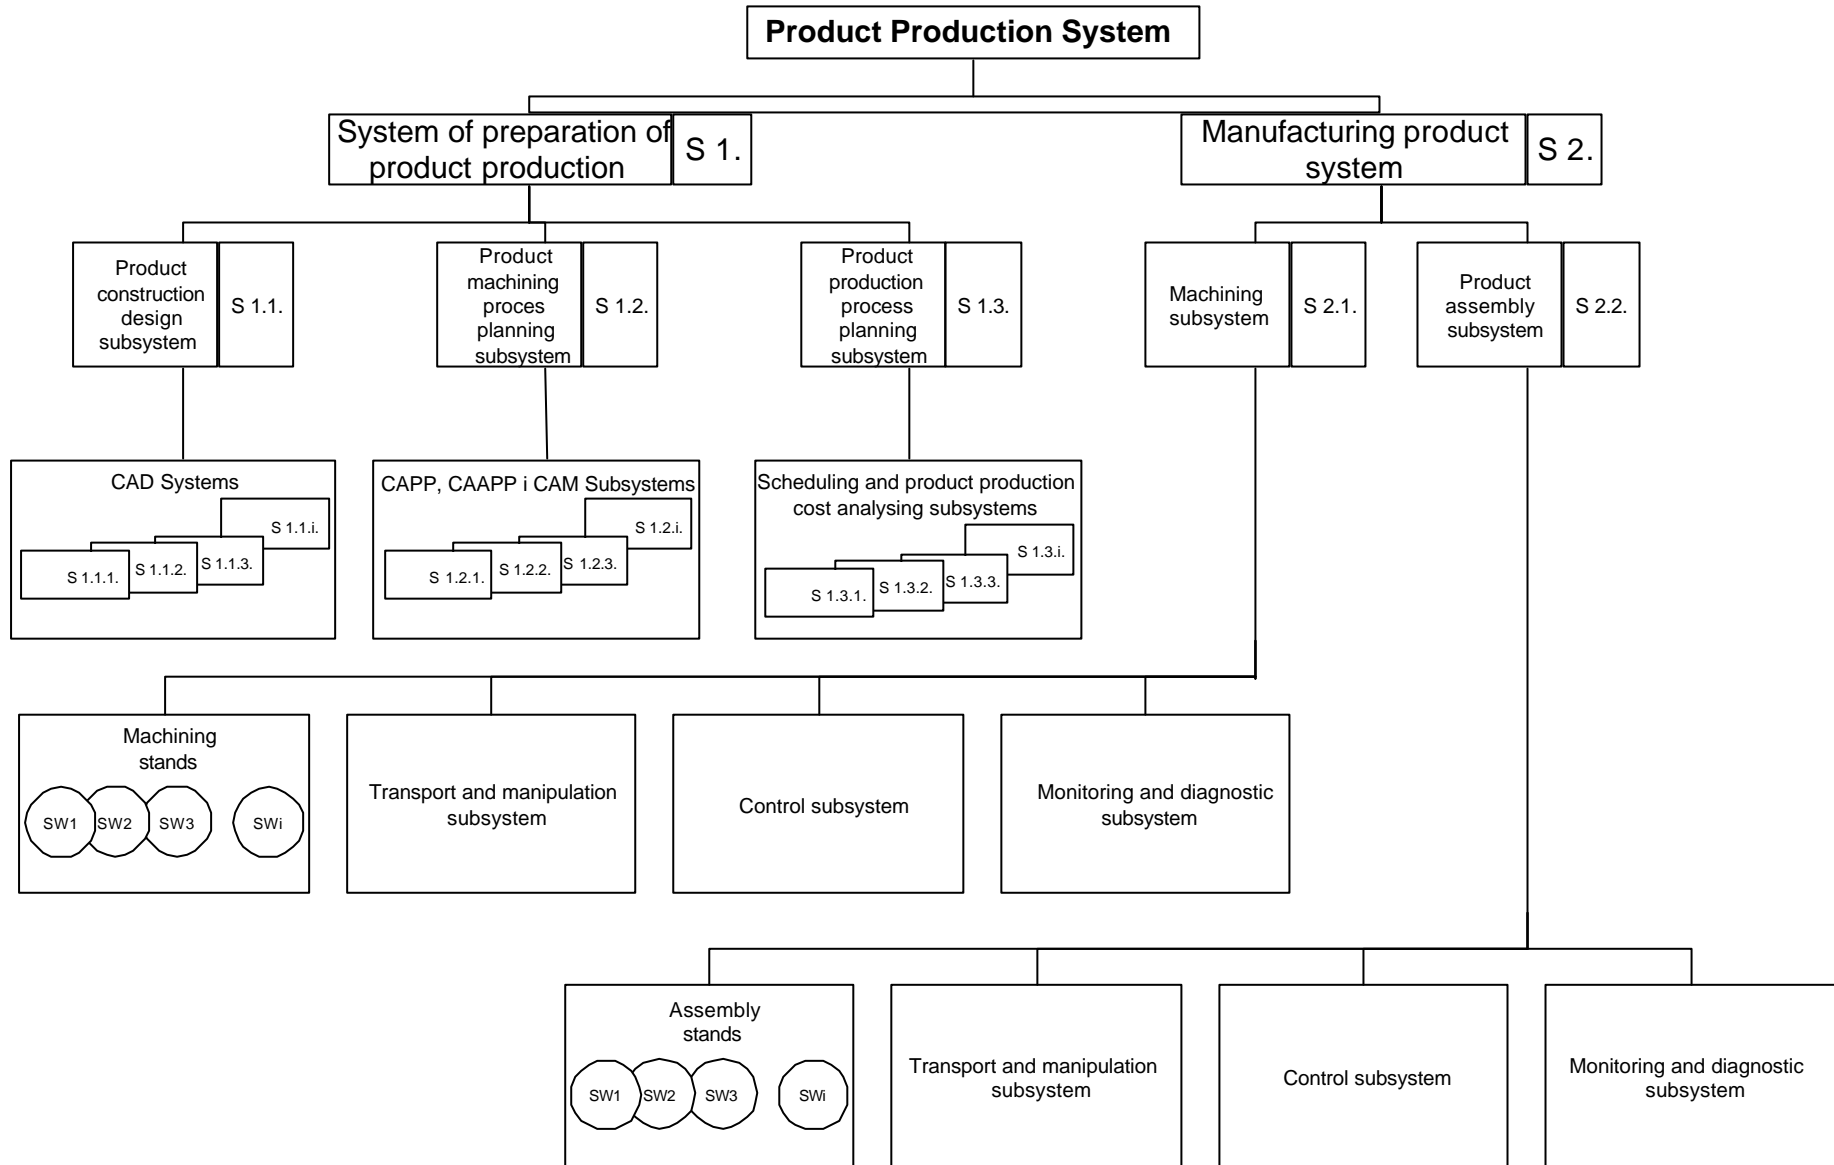 Product Production System
System of preparation of
product production
S 1.
Manufacturing product
system
S 2.
Product
construction
design
subsystem
S 1.1.
Product
machining
proces
planning
subsystem
S 1.2.
Product
production
process
planning
subsystem
S 1.3.
Machining
subsystem
S 2.1.
Product
assembly
subsystem
S 2.2.
CAD Systems
S 1.1.i.
S 1.1.3.
S 1.1.2.
S 1.1.1.
CAPP, CAAPP i CAM Subsystems
S 1.2.i.
S 1.2.3.
S 1.2.2.
S 1.2.1.
Scheduling and product production
cost analysing subsystems
S 1.3.i.
S 1.3.3.
S 1.3.2.
S 1.3.1.
Machining
stands
SW1
SW2
SW3
SWi
Transport and manipulation
subsystem
Control subsystem
Monitoring and diagnostic
subsystem
Assembly
stands
SW1
SW2
SW3
SWi
Transport and manipulation
subsystem
Control subsystem
Monitoring and diagnostic
subsystem